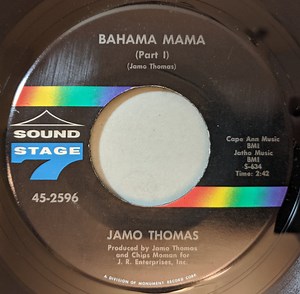 BAHAMA MAMA
(Part I)
(Jamo Thomas)
SOUND
STAGE
7
45-2596
Cape Ann Music
BMI
Jatha Music
BMI
S-634
Time: 2:42
JAMO THOMAS
Produced by Jamo Thomas
and Chips Moman for
J. R. Enterprises, Inc.
A DIVISION OF MONUMENT RECORD CORP.